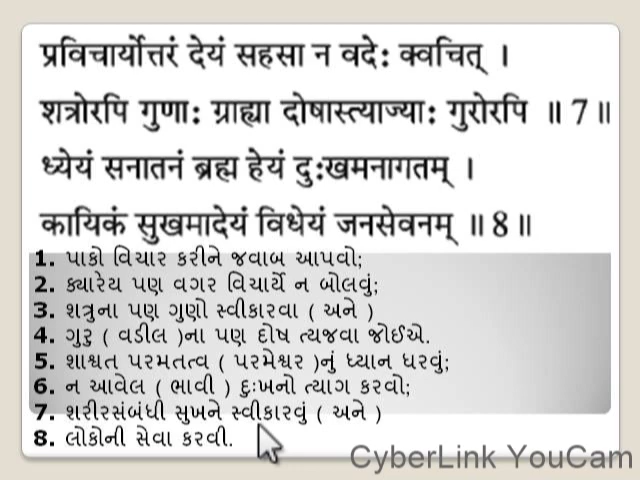 प्रविचार्योत्तरं देयं सहसा न वदेः क्वचित् ।
शत्रोरपि गुणाः ग्राह्या दोषास्त्याज्याः गुरोरपि ॥ 7 ॥
ध्येयं सनातनं ब्रह्म हेयं दुःखमनागतम् ।
कायिकं सुखमादेयं विधेयं जनसेवनम् ॥ 8 ॥
1. પાકો વિચાર કરીને જવાબ આપવો;
2. ક્યારેય પણ વગર વિચાર્યે ન બોલવું;
3. શત્રુના પણ ગુણો સ્વીકારવા ( અને )
4. ગુરુ ( વડીલ )ના પણ દોષ ત્યજવા જોઈએ.
5. શાશ્વત પરમતત્વ ( પરમેશ્વર )નું ધ્યાન ધરવું;
6. ન આવેલ ( ભાવી ) દુઃખનો ત્યાગ કરવો;
7. શરીરસંબંધી સુખને સ્વીકારવું ( અને )
8. લોકોની સેવા કરવી.
CyberLink YouCam